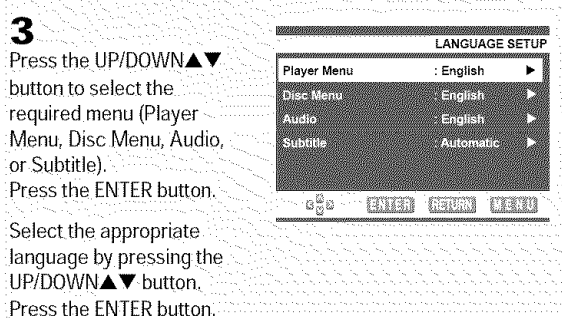 3
Press the UP/DOWN▲▼
button to select the
required menu (Player
Menu, Disc Menu, Audio,
or Subtitle).
Press the ENTER button.
Select the appropriate
language by pressing the
UP/DOWN▲▼ button.
Press the ENTER button.
LANGUAGE SETUP
Player Menu : English ►
Disc Menu : English ►
Audio : English ►
Subtitle : Automatic ►
ENTER RETURN MENU